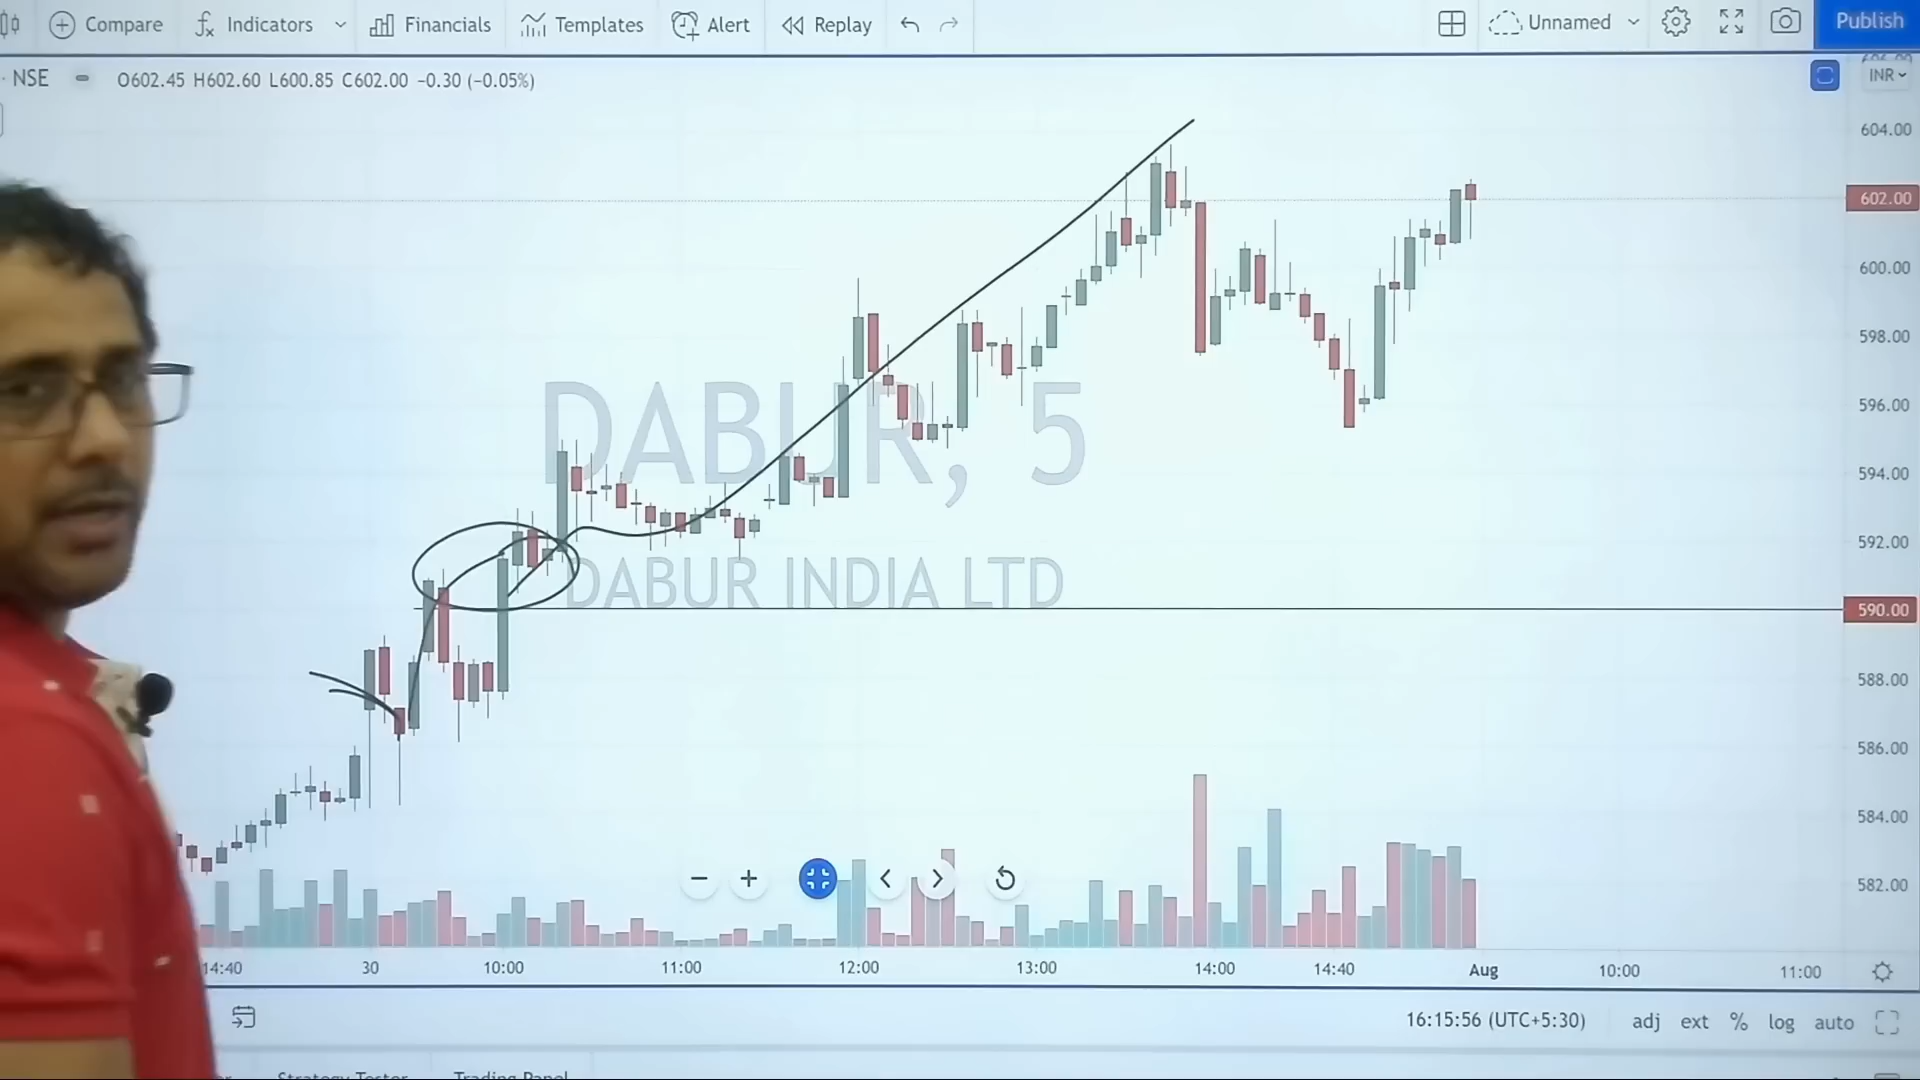 Compare Indicators Financials Templates Alert Replay Unnamed Publish
· NSE O602.45 H602.60 L600.85 C602.00 −0.30 (−0.05%) INR
604.00
602.00
600.00
598.00
596.00
594.00
592.00
590.00
588.00
586.00
584.00
582.00
DABUR, 5
DABUR INDIA LTD
14:40 30 10:00 11:00 12:00 13:00 14:00 14:40 Aug 10:00 11:00
16:15:56 (UTC+5:30) adj ext % log auto
Strategy Tester Trading Panel